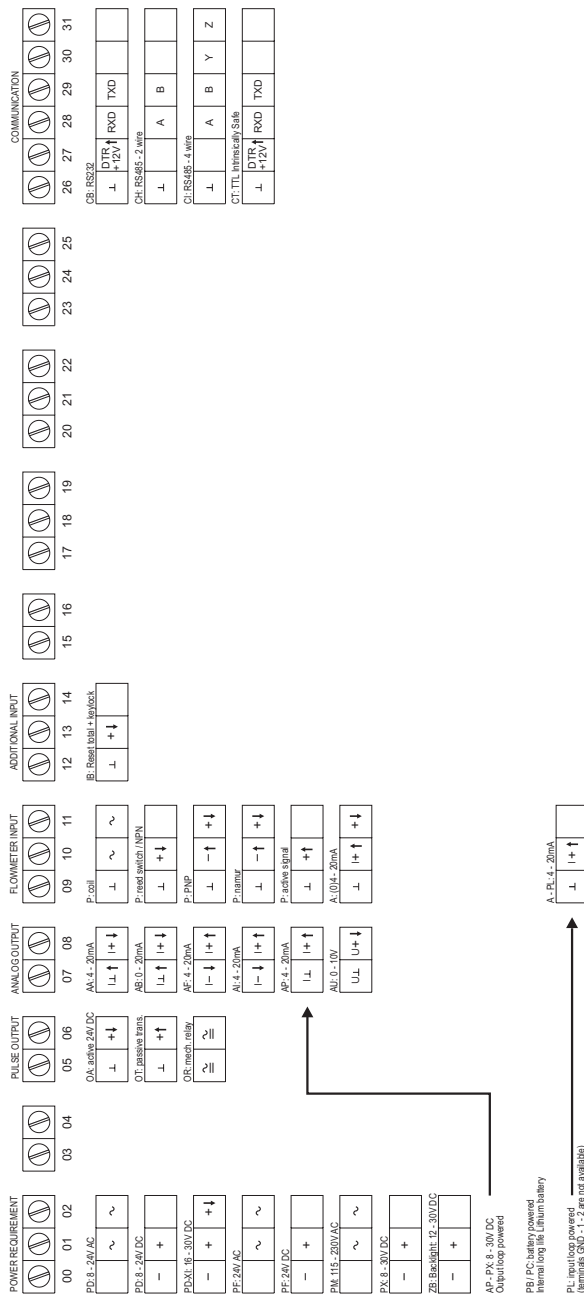 POWER REQUIREMENT
PULSE OUTPUT
ANALOG OUTPUT
FLOWMETER INPUT
ADDITIONAL INPUT
COMMUNICATION
00 01 02 03 04 05 06 07 08 09 10 11 12 13 14 15 16 17 18 19 20 21 22 23 24 25 26 27 28 29 30 31
PD: 8 - 24V AC
∼ ∼
PD: 8 - 24V DC
− +
PD-XI: 16 - 30V DC
− + +↓
PF: 24V AC
∼ ∼
PF: 24V DC
− +
PM: 115 - 230V AC
∼ ∼
PX: 8 - 30V DC
− +
ZB: Backlight: 12 - 30V DC
− +
AP - PX: 8 - 30V DC
Output loop powered
PB / PC: battery powered
Internal long life Lithium battery
PL: input loop powered
(terminals GND - 1 - 2 are not available)
OA: active 24V DC
⊥ +↓
OT: passive trans.
⊥ +↑
OR: mech. relay
AA: 4 - 20mA
I⊥↑ I+↓
AB: 0 - 20mA
I⊥↑ I+↓
AF: 4 - 20mA
I−↓ I+↑
AI: 4 - 20mA
I−↓ I+↑
AP: 4 - 20mA
I⊥ I+↑
AU: 0 - 10V
U⊥ U+↓
P: coil
⊥ ∼ ∼
P: reed switch / NPN
⊥ +↓
P: PNP
⊥ −↑ +↓
P: namur
⊥ −↑ +↓
P: active signal
⊥ +↑
A: (0)4 - 20mA
⊥ I+↑ +↓
A - PL: 4 - 20mA
⊥ I+↑
IB: Reset total + keylock
⊥ +↓
CB: RS232
⊥ DTR +12V↑ RXD TXD
CH: RS485 - 2 wire
⊥ A B
CI: RS485 - 4 wire
⊥ A B Y Z
CT: TTL Intrinsically Safe
⊥ DTR +12V↑ RXD TXD